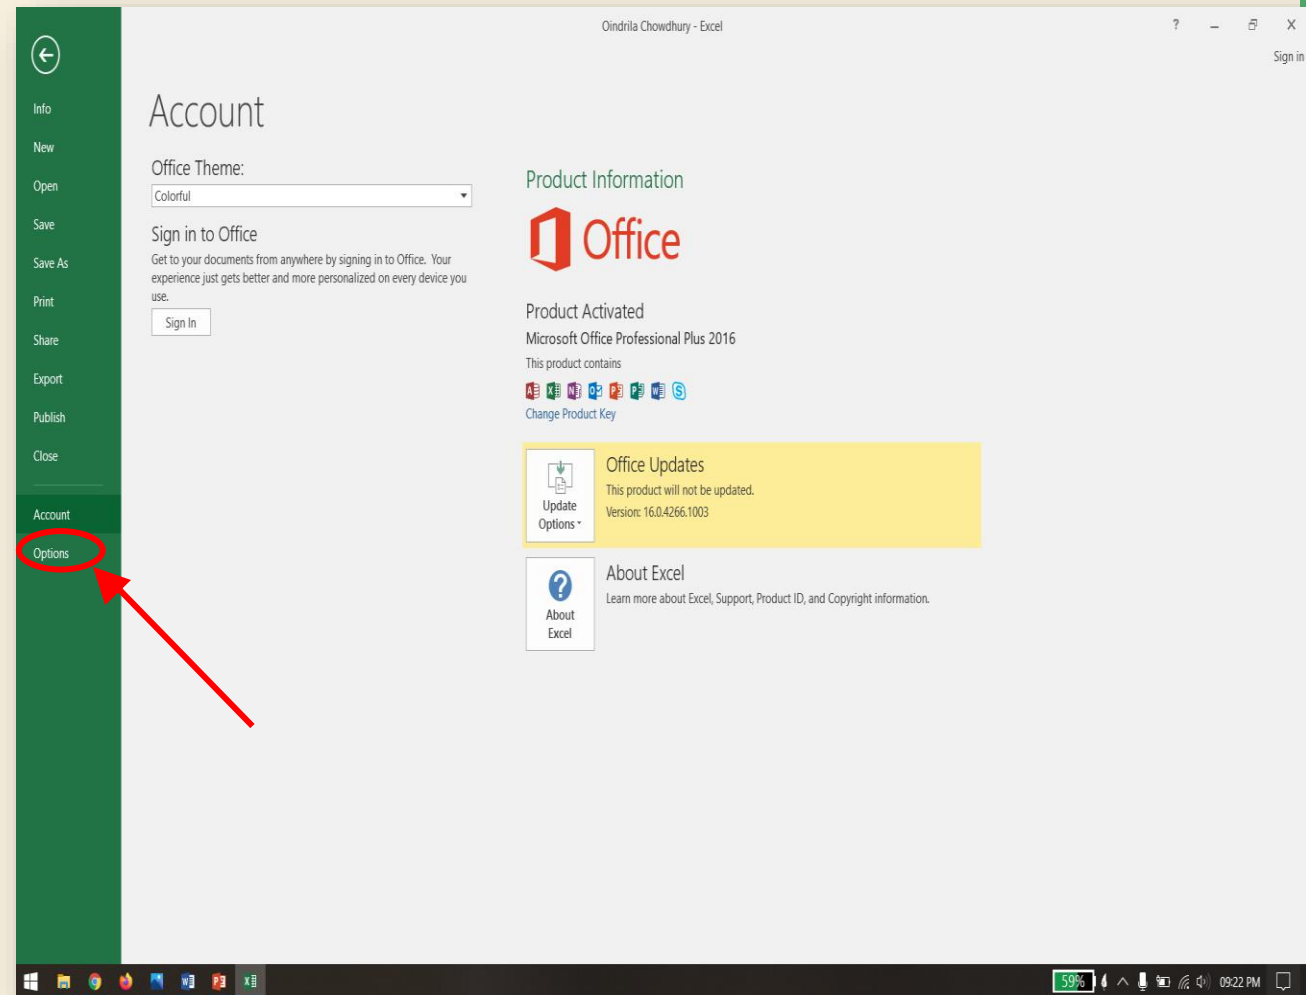 Oindrila Chowdhury - Excel
?
Sign in
Info
New
Open
Save
Save As
Print
Share
Export
Publish
Close
Account
Options
Account
Office Theme:
Colorful
Sign in to Office
Get to your documents from anywhere by signing in to Office. Your
experience just gets better and more personalized on every device you
use.
Sign In
Product Information
Office
Product Activated
Microsoft Office Professional Plus 2016
This product contains
Change Product Key
Update
Options
Office Updates
This product will not be updated.
Version: 16.0.4266.1003
About
Excel
About Excel
Learn more about Excel, Support, Product ID, and Copyright information.
59%
09:22 PM